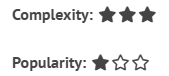 Complexity: ★★★
Popularity: ★☆☆